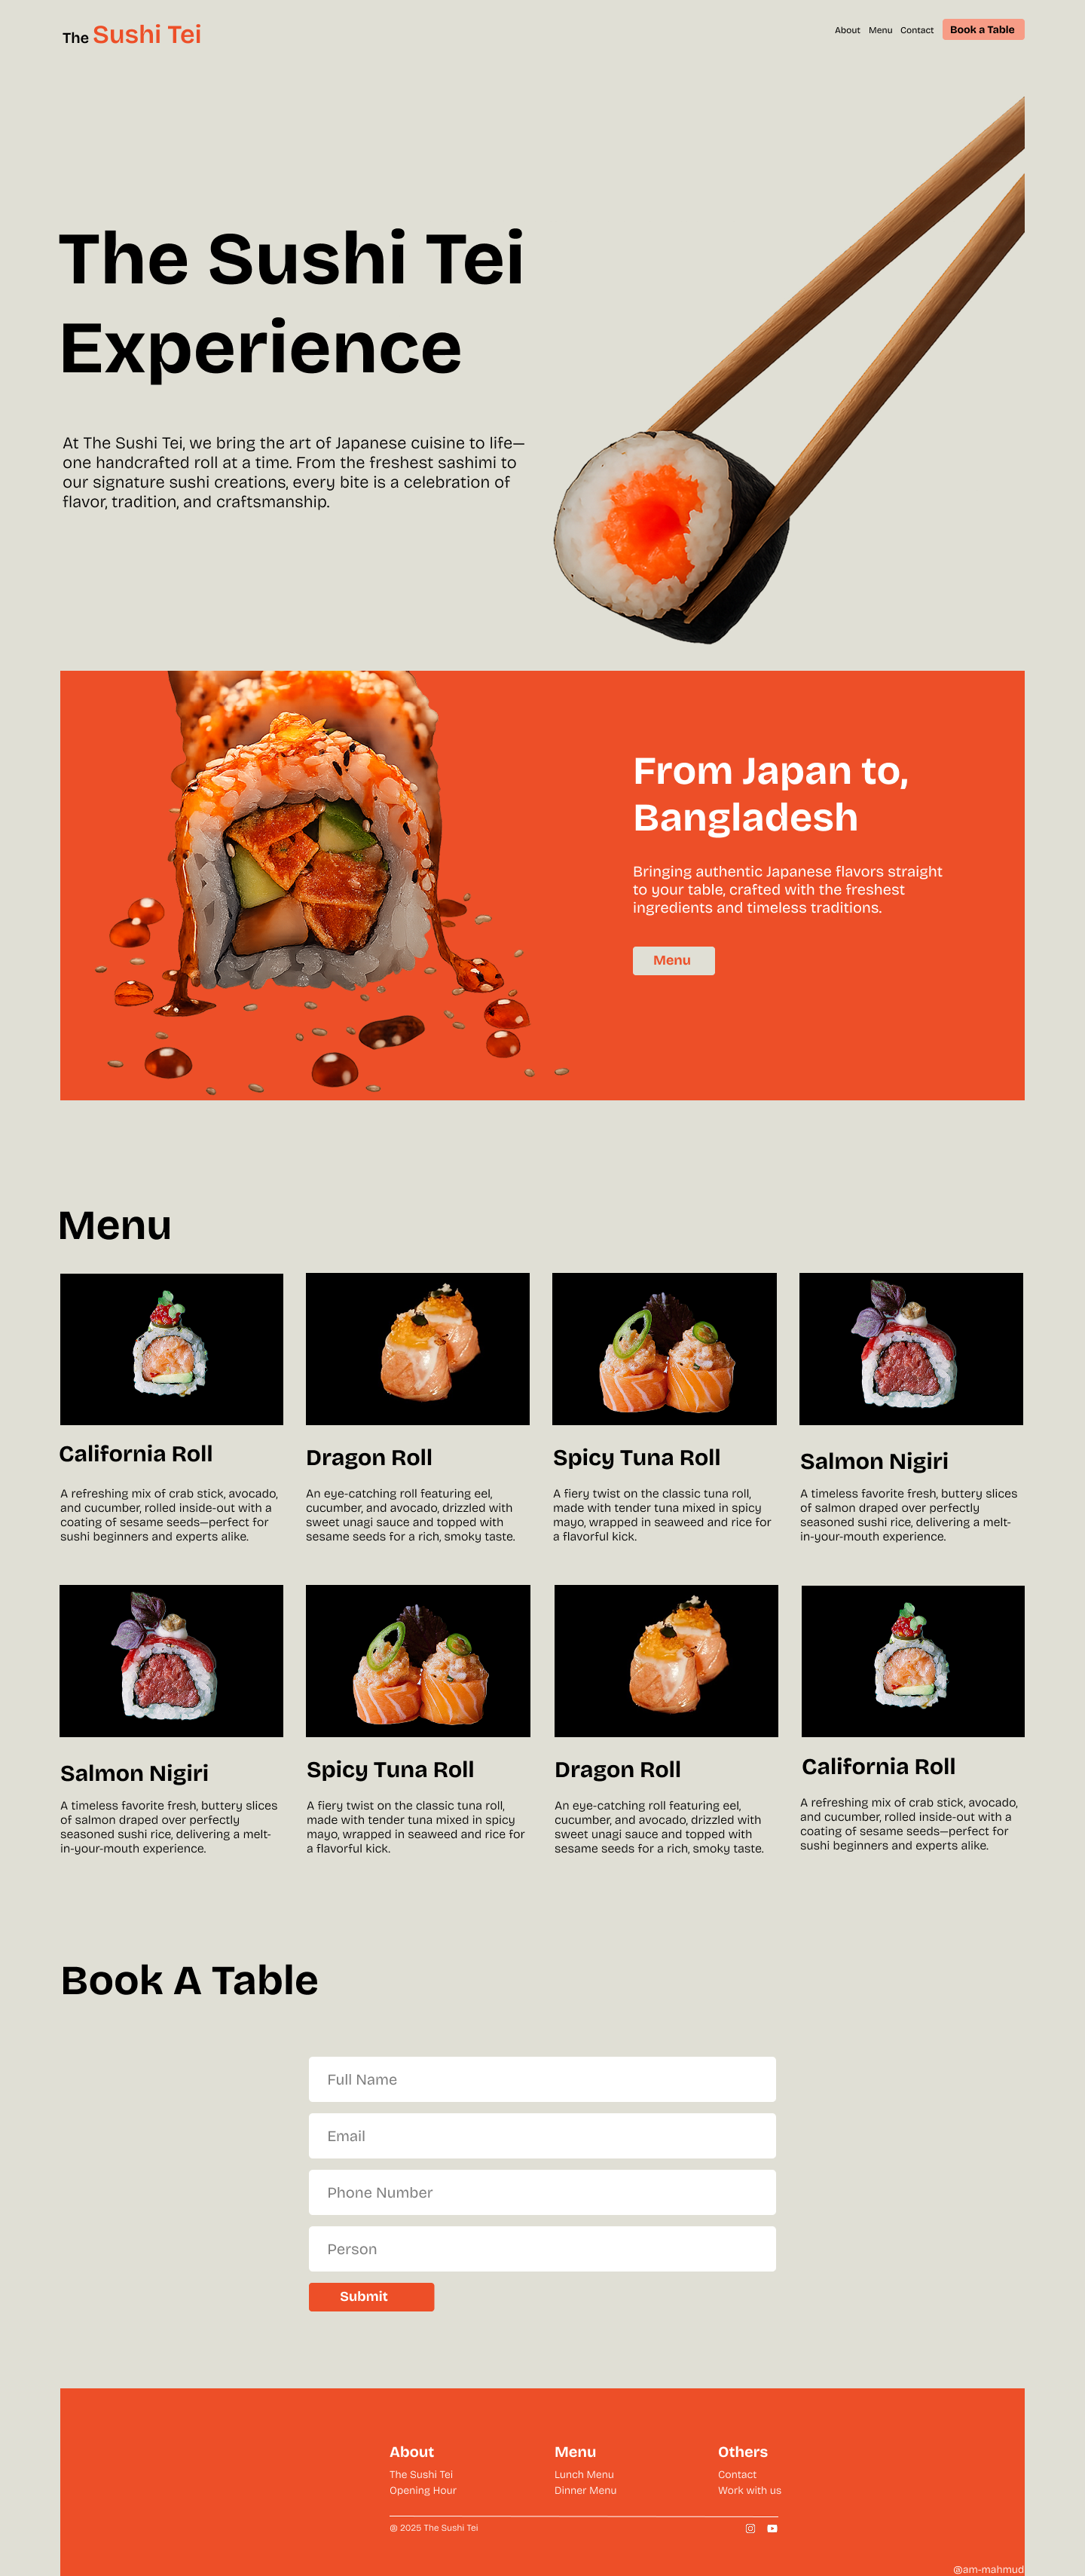 The Sushi Tei
About Menu Contact Book a Table
The Sushi Tei
Experience
At The Sushi Tei, we bring the art of Japanese cuisine to life—
one handcrafted roll at a time. From the freshest sashimi to
our signature sushi creations, every bite is a celebration of
flavor, tradition, and craftsmanship.
From Japan to,
Bangladesh
Bringing authentic Japanese flavors straight
to your table, crafted with the freshest
ingredients and timeless traditions.
Menu
Menu
California Roll
A refreshing mix of crab stick, avocado,
and cucumber, rolled inside-out with a
coating of sesame seeds—perfect for
sushi beginners and experts alike.
Dragon Roll
An eye-catching roll featuring eel,
cucumber, and avocado, drizzled with
sweet unagi sauce and topped with
sesame seeds for a rich, smoky taste.
Spicy Tuna Roll
A fiery twist on the classic tuna roll,
made with tender tuna mixed in spicy
mayo, wrapped in seaweed and rice for
a flavorful kick.
Salmon Nigiri
A timeless favorite fresh, buttery slices
of salmon draped over perfectly
seasoned sushi rice, delivering a melt-
in-your-mouth experience.
Salmon Nigiri
A timeless favorite fresh, buttery slices
of salmon draped over perfectly
seasoned sushi rice, delivering a melt-
in-your-mouth experience.
Spicy Tuna Roll
A fiery twist on the classic tuna roll,
made with tender tuna mixed in spicy
mayo, wrapped in seaweed and rice for
a flavorful kick.
Dragon Roll
An eye-catching roll featuring eel,
cucumber, and avocado, drizzled with
sweet unagi sauce and topped with
sesame seeds for a rich, smoky taste.
California Roll
A refreshing mix of crab stick, avocado,
and cucumber, rolled inside-out with a
coating of sesame seeds—perfect for
sushi beginners and experts alike.
Book A Table
Full Name
Email
Phone Number
Person
Submit
About
The Sushi Tei
Opening Hour
Menu
Lunch Menu
Dinner Menu
Others
Contact
Work with us
@ 2025 The Sushi Tei
@am-mahmud